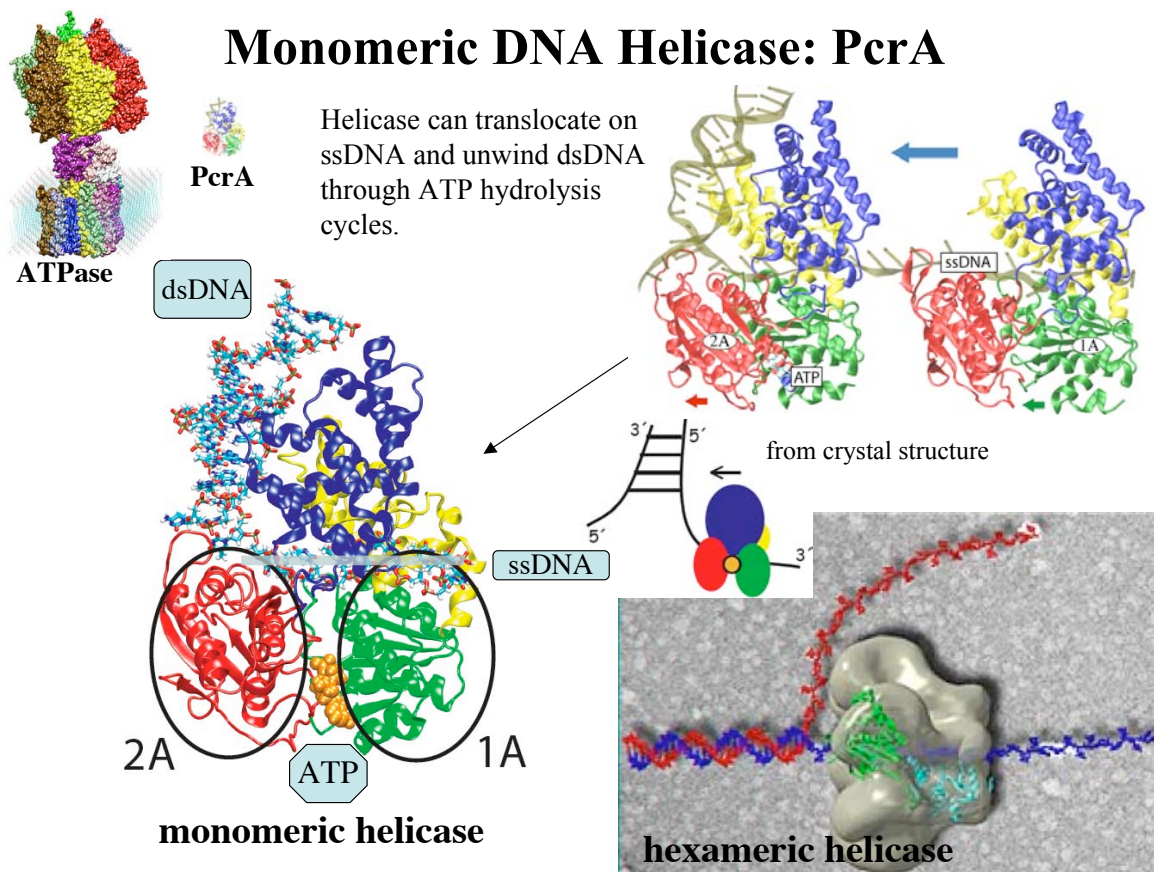 Monomeric DNA Helicase: PcrA
Helicase can translocate on
ssDNA and unwind dsDNA
through ATP hydrolysis
cycles.
PcrA
ATPase
dsDNA
ssDNA
2A
1A
ATP
3´
5´
from crystal structure
5´
3´
ssDNA
2A
1A
ATP
monomeric helicase
hexameric helicase